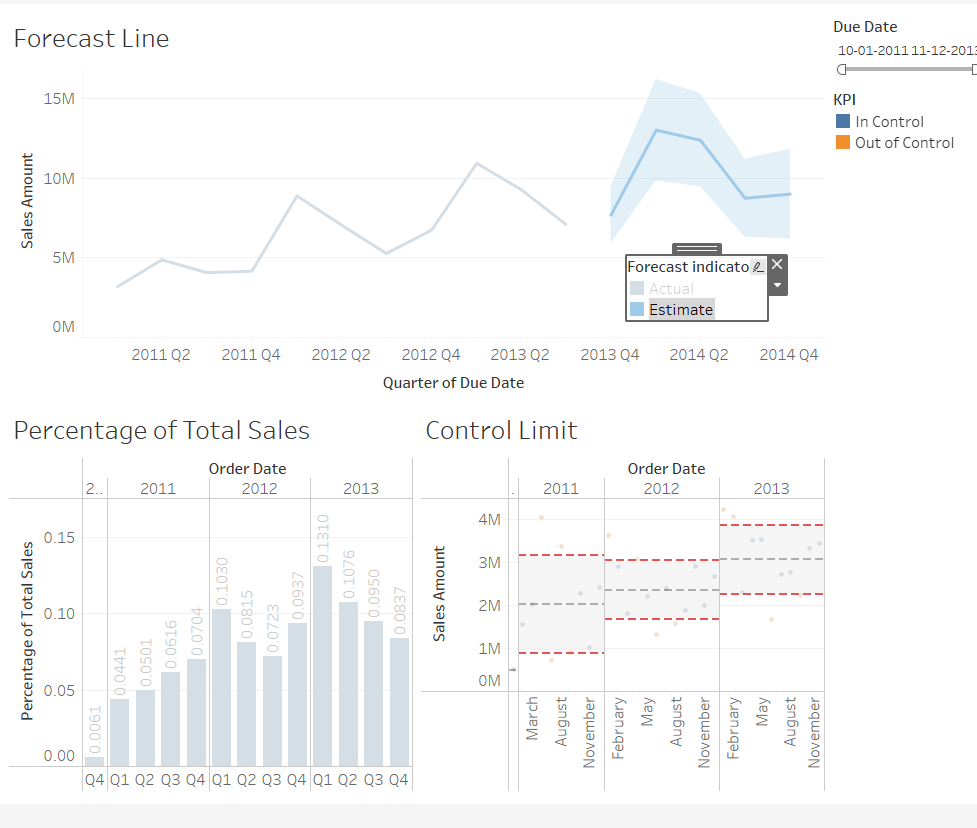 Forecast Line
Due Date
10-01-2011 11-12-2013
KPI
In Control
Out of Control
15M
10M
5M
0M
Sales Amount
Forecast indicato
Actual
Estimate
2011 Q2 2011 Q4 2012 Q2 2012 Q4 2013 Q2 2013 Q4 2014 Q2 2014 Q4
Quarter of Due Date
Percentage of Total Sales
Order Date
2.. 2011 2012 2013
0.15
0.10
0.05
0.00
Percentage of Total Sales
0.0061 0.0441 0.0501 0.0616 0.0704 0.1030 0.0815 0.0723 0.0937 0.1310 0.1076 0.0950 0.0837
Q4 Q1 Q2 Q3 Q4 Q1 Q2 Q3 Q4 Q1 Q2 Q3 Q4
Control Limit
Order Date
. 2011 2012 2013
4M
3M
2M
1M
0M
Sales Amount
March August November February May August November February May August November